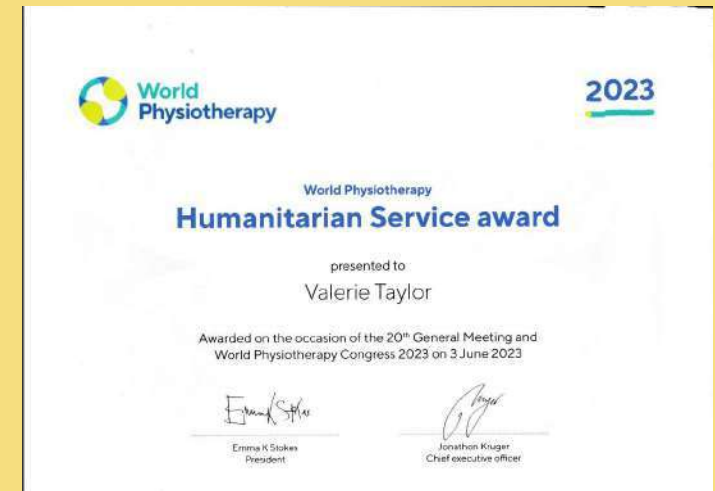 World
Physiotherapy
2023
World Physiotherapy
Humanitarian Service award
presented to
Valerie Taylor
Awarded on the occasion of the 20th General Meeting and
World Physiotherapy Congress 2023 on 3 June 2023
Emma K Stokes
Jonathon Kruger
President
Chief executive officer